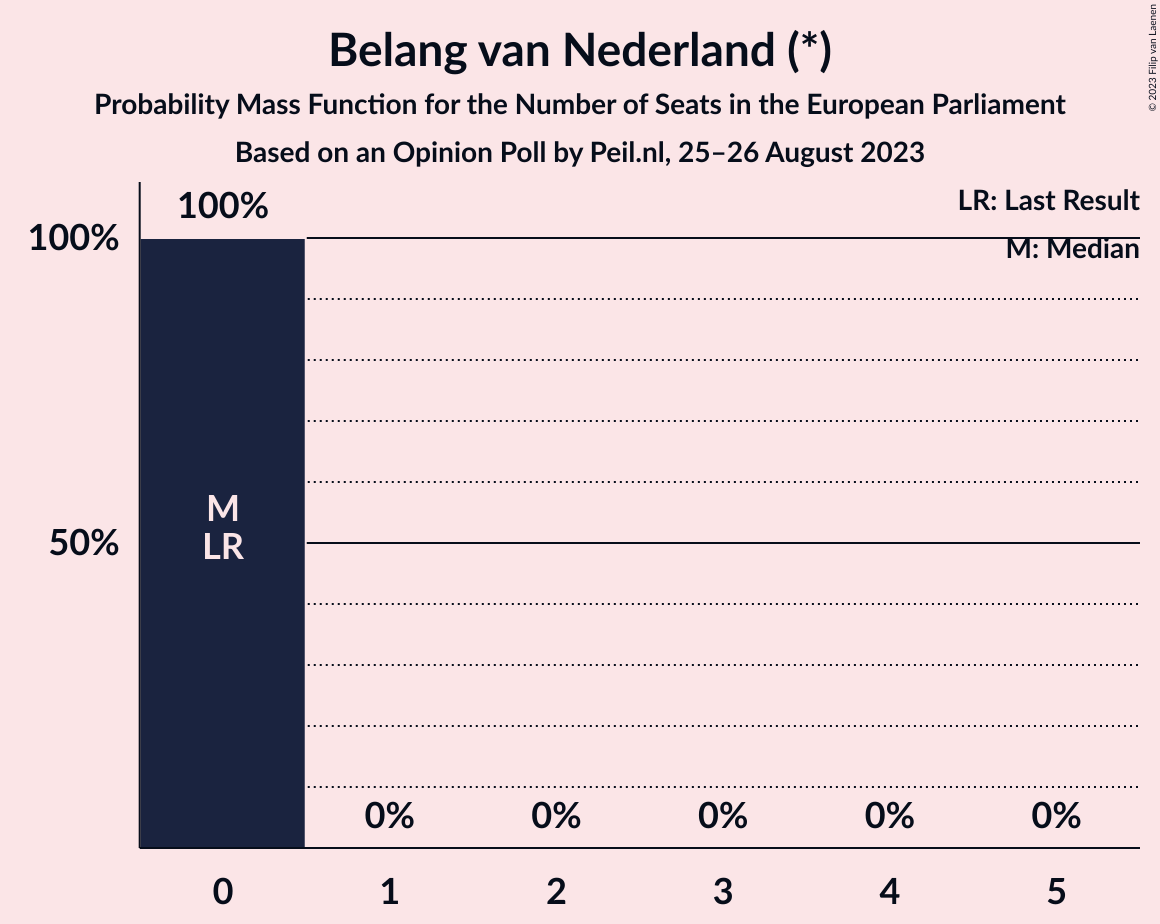 Belang van Nederland (*)
Probability Mass Function for the Number of Seats in the European Parliament
Based on an Opinion Poll by Peil.nl, 25–26 August 2023
© 2023 Filip van Laenen
LR: Last Result
M: Median
100%
100%
50%
M
LR
0%
0%
0%
0%
0%
0
1
2
3
4
5